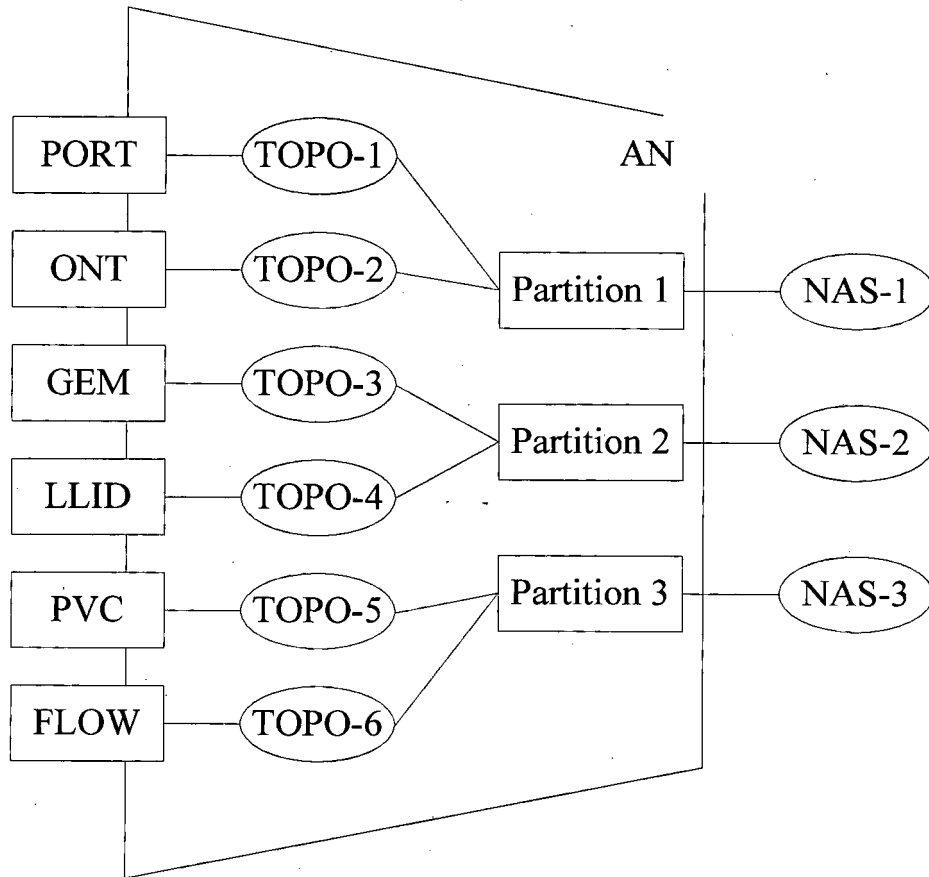 PORT
TOPO-1
AN
ONT
TOPO-2
Partition 1
NAS-1
GEM
TOPO-3
Partition 2
NAS-2
LLID
TOPO-4
PVC
TOPO-5
Partition 3
NAS-3
FLOW
TOPO-6